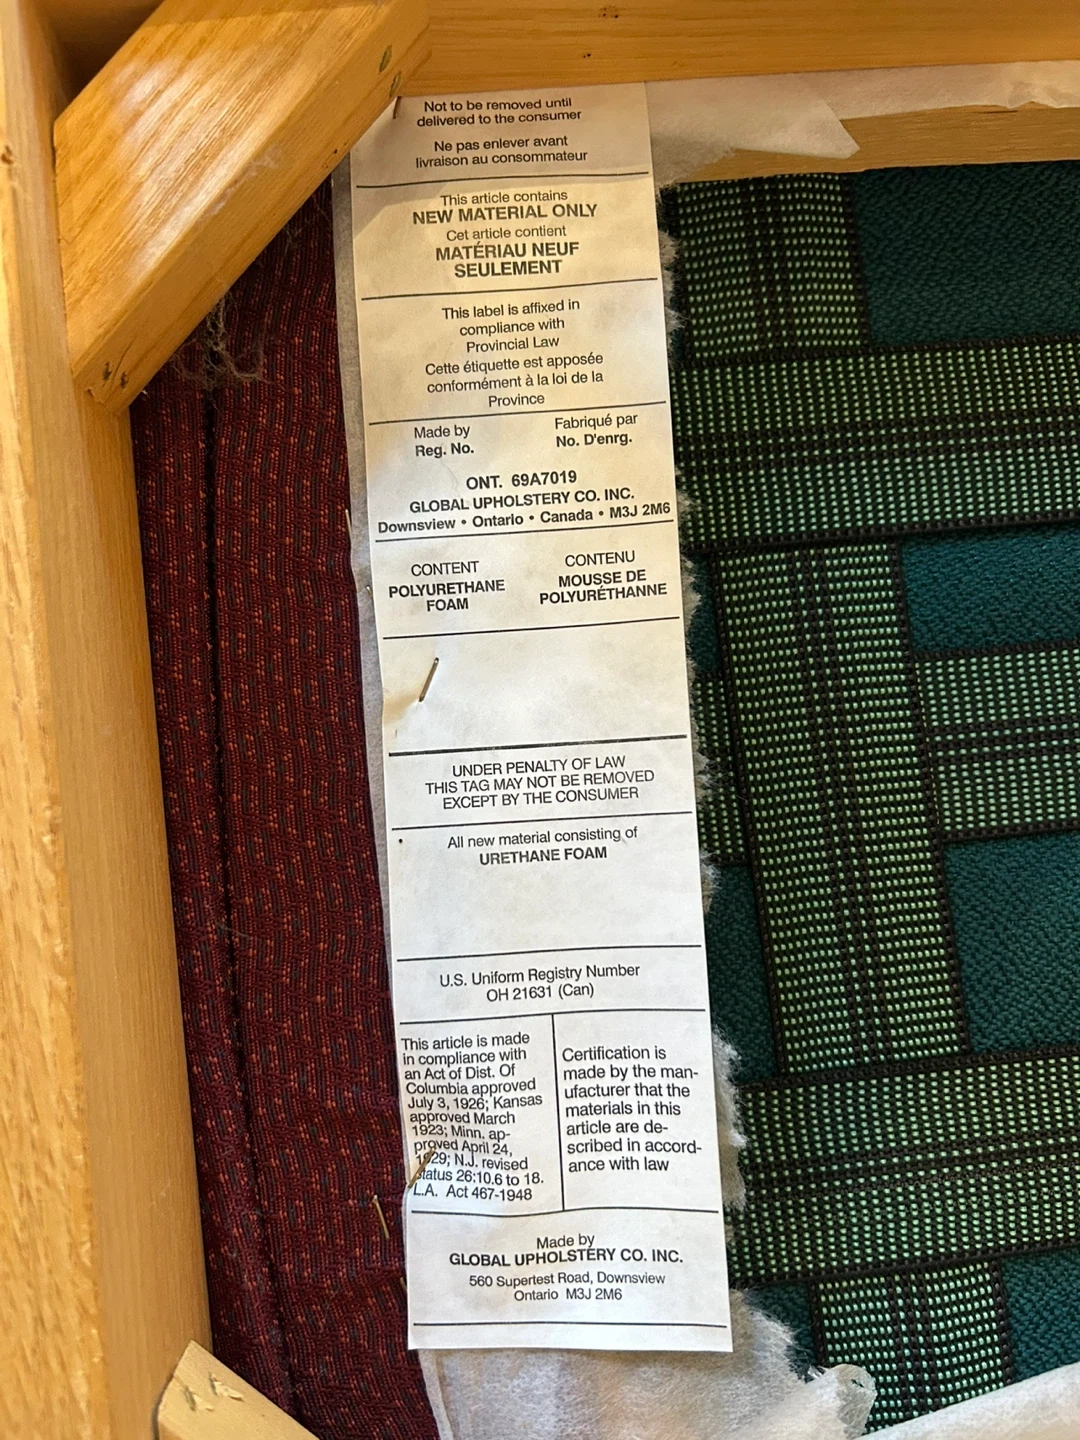 Not to be removed until
delivered to the consumer
Ne pas enlever avant
livraison au consommateur
This article contains
NEW MATERIAL ONLY
Cet article contient
MATÉRIAU NEUF
SEULEMENT
This label is affixed in
compliance with
Provincial Law
Cette étiquette est apposée
conformément à la loi de la
Province
Made by
Reg. No.
Fabriqué par
No. D'enrg.
ONT. 69A7019
GLOBAL UPHOLSTERY CO. INC.
Downsview • Ontario • Canada • M3J 2M6
CONTENT
POLYURETHANE
FOAM
CONTENU
MOUSSE DE
POLYURÉTHANNE
UNDER PENALTY OF LAW
THIS TAG MAY NOT BE REMOVED
EXCEPT BY THE CONSUMER
All new material consisting of
URETHANE FOAM
U.S. Uniform Registry Number
OH 21631 (Can)
This article is made
in compliance with
an Act of Dist. Of
Columbia approved
July 3, 1926; Kansas
approved March
1923; Minn. ap-
proved April 24,
1929; N.J. revised
status 26:10.6 to 18.
L.A. Act 467-1948
Certification is
made by the man-
ufacturer that the
materials in this
article are de-
scribed in accord-
ance with law
Made by
GLOBAL UPHOLSTERY CO. INC.
560 Supertest Road, Downsview
Ontario M3J 2M6